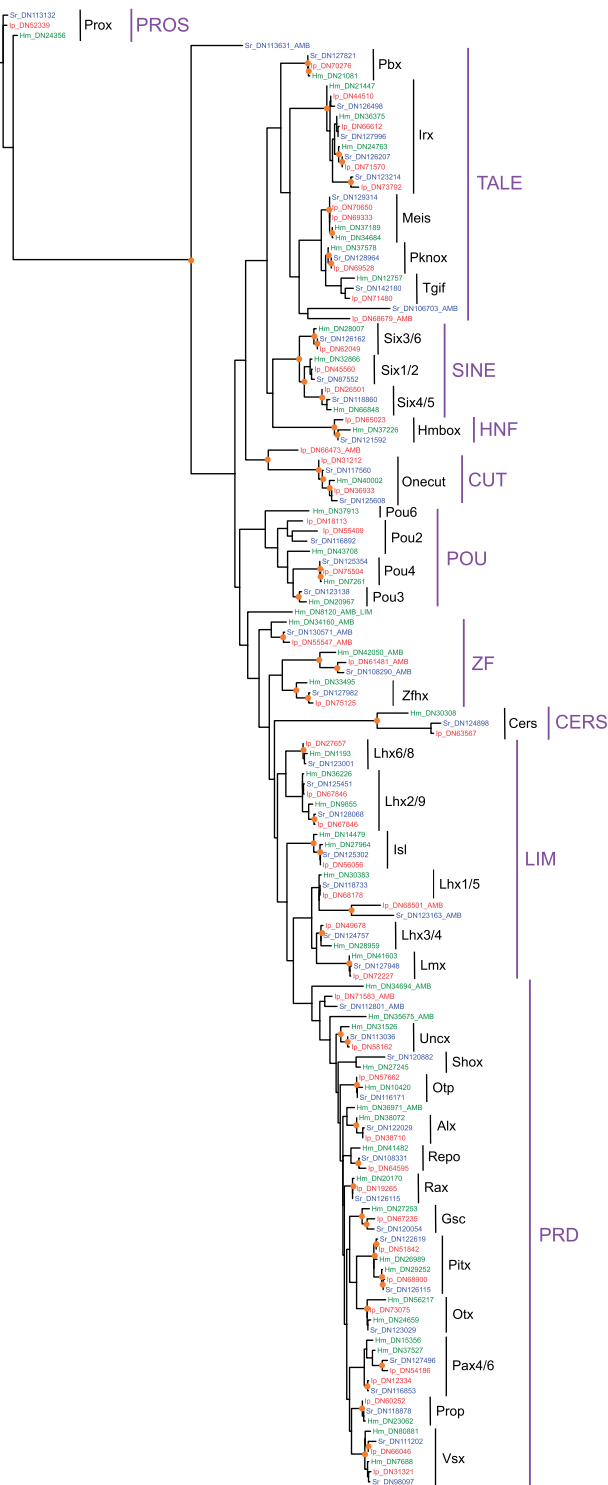 Sr_DN113132
Ip_DN52339
Hm_DN24356
Prox
PROS
Sr_DN113631_AMB
Sr_DN127821
Ip_DN70276
Hm_DN21081
Pbx
Hm_DN21447
Ip_DN44510
Sr_DN126498
Hm_DN36375
Ip_DN66612
Sr_DN127996
Hm_DN24763
Sr_DN126207
Ip_DN71570
Sr_DN123214
Ip_DN73792
Irx
Sr_DN129314
Ip_DN70650
Ip_DN69333
Hm_DN37189
Hm_DN34684
Meis
Hm_DN37578
Sr_DN128964
Ip_DN69528
Pknox
Hm_DN12757
Sr_DN142180
Ip_DN71480
Tgif
Sr_DN106703_AMB
Ip_DN68679_AMB
TALE
Hm_DN28007
Sr_DN126162
Ip_DN62049
Six3/6
Hm_DN32866
Ip_DN45560
Sr_DN87552
Six1/2
Ip_DN26501
Sr_DN118860
Hm_DN66848
Six4/5
SINE
Ip_DN65023
Hm_DN37226
Sr_DN121592
Hmbox
HNF
Ip_DN66473_AMB
Ip_DN31212
Sr_DN117560
Hm_DN40002
Ip_DN36933
Sr_DN125608
Onecut
CUT
Hm_DN37913
Pou6
Ip_DN18113
Ip_DN55409
Sr_DN116892
Pou2
Hm_DN43708
Sr_DN125354
Ip_DN75504
Hm_DN7261
Pou4
Sr_DN123138
Hm_DN20967
Pou3
POU
Hm_DN8120_AMB_LIM
Hm_DN34160_AMB
Sr_DN130571_AMB
Ip_DN55547_AMB
Hm_DN42050_AMB
Ip_DN61481_AMB
Sr_DN108290_AMB
Hm_DN33495
Sr_DN127982
Ip_DN75125
Zfhx
ZF
Hm_DN30308
Sr_DN124898
Ip_DN63567
Cers
CERS
Ip_DN27657
Hm_DN1193
Sr_DN123001
Lhx6/8
Hm_DN36226
Sr_DN125451
Ip_DN67846
Hm_DN9855
Sr_DN128068
Ip_DN67846
Lhx2/9
Hm_DN14479
Hm_DN27964
Sr_DN125302
Ip_DN56056
Isl
Hm_DN30383
Sr_DN118733
Ip_DN68178
Lhx1/5
Ip_DN68501_AMB
Sr_DN123163_AMB
Ip_DN49678
Sr_DN124757
Hm_DN28959
Lhx3/4
Hm_DN41603
Sr_DN127948
Ip_DN72227
Lmx
LIM
Hm_DN34694_AMB
Ip_DN71583_AMB
Sr_DN112801_AMB
Hm_DN35675_AMB
Hm_DN31526
Sr_DN113036
Ip_DN58162
Uncx
Sr_DN120882
Hm_DN27245
Shox
Ip_DN57662
Hm_DN10420
Sr_DN116171
Otp
Hm_DN36971_AMB
Hm_DN38072
Sr_DN122029
Ip_DN38710
Alx
Hm_DN41482
Sr_DN108331
Ip_DN64595
Repo
Hm_DN20170
Ip_DN19265
Sr_DN126115
Rax
Hm_DN27253
Ip_DN67235
Sr_DN120054
Gsc
Sr_DN122619
Ip_DN51842
Hm_DN26989
Hm_DN29252
Ip_DN68900
Sr_DN126115
Pitx
Hm_DN56217
Ip_DN73075
Hm_DN24659
Sr_DN123029
Otx
Hm_DN15356
Hm_DN37527
Sr_DN127496
Ip_DN54186
Ip_DN12334
Sr_DN116853
Pax4/6
Ip_DN60252
Sr_DN118878
Hm_DN23062
Prop
Hm_DN80881
Sr_DN111202
Ip_DN66046
Hm_DN7688
Ip_DN31321
Sr_DN98097
Vsx
PRD